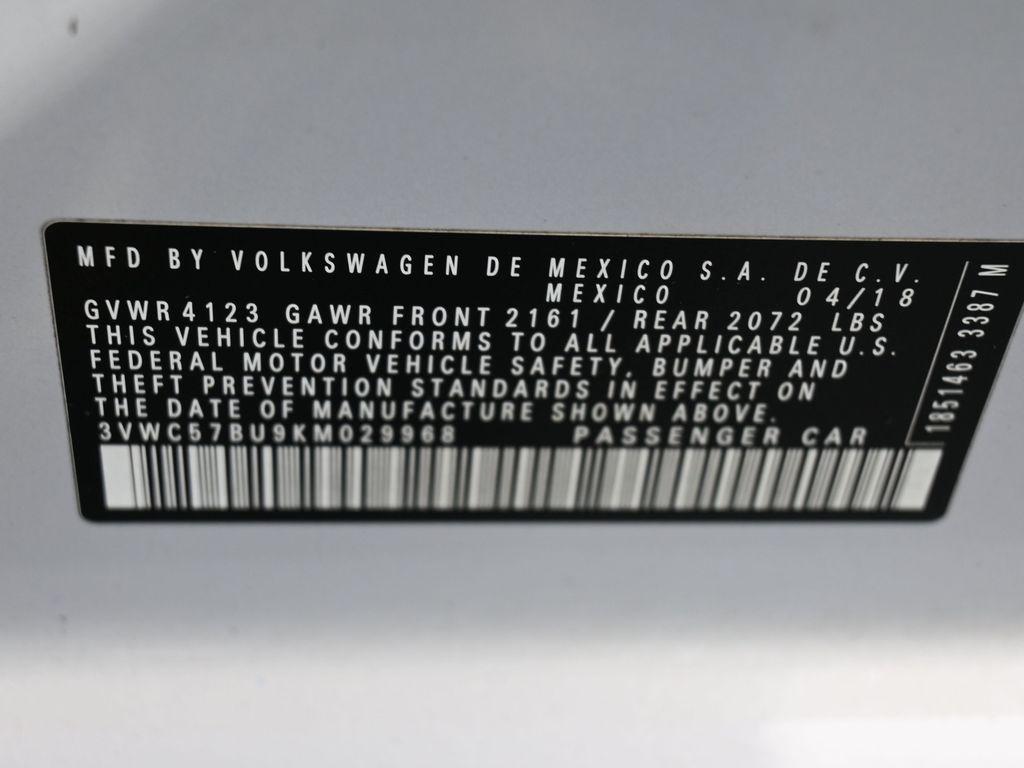 MFD BY VOLKSWAGEN DE MEXICO S.A. DE C.V.
MEXICO 04/18
GVWR 4123 GAWR FRONT 2161 / REAR 2072 LBS
THIS VEHICLE CONFORMS TO ALL APPLICABLE U.S.
FEDERAL MOTOR VEHICLE SAFETY, BUMPER AND
THEFT PREVENTION STANDARDS IN EFFECT ON
THE DATE OF MANUFACTURE SHOWN ABOVE.
3VWC57BU9KM029968 PASSENGER CAR
1851463 3387 M